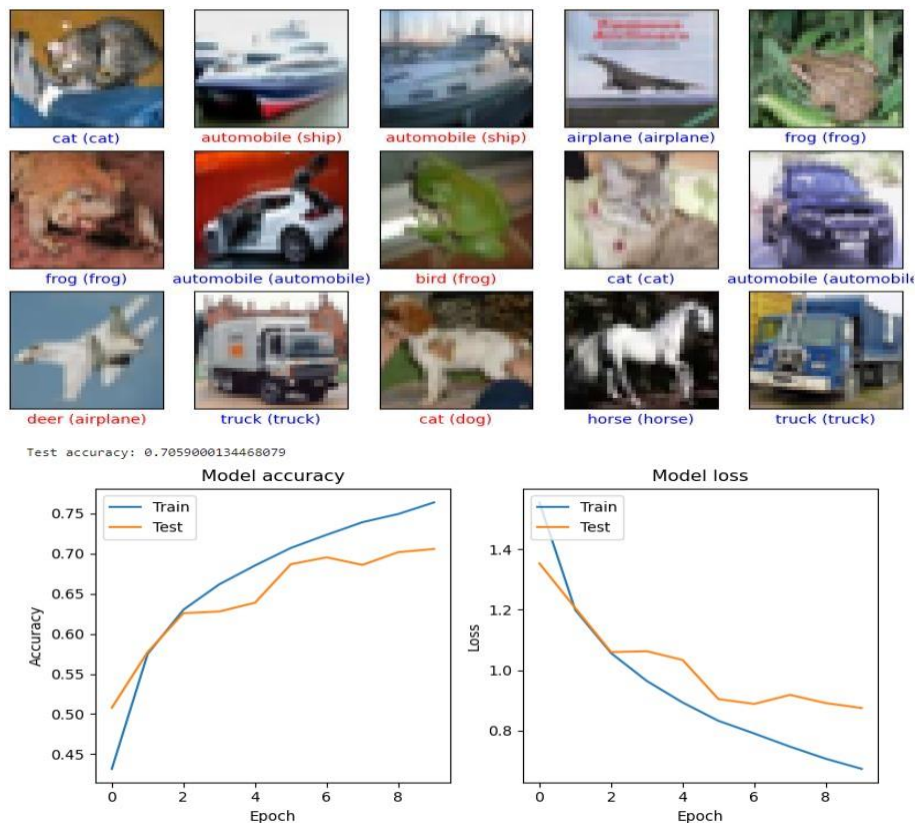 cat (cat) automobile (ship) automobile (ship) airplane (airplane) frog (frog)
frog (frog) automobile (automobile) bird (frog) cat (cat) automobile (automobile
deer (airplane) truck (truck) cat (dog) horse (horse) truck (truck)
Test accuracy: 0.7059000134468079
Model accuracy
Train
Test
0.75
0.70
0.65
0.60
0.55
0.50
0.45
Accuracy
0 2 4 6 8
Epoch
Model loss
Train
Test
1.4
1.2
1.0
0.8
Loss
0 2 4 6 8
Epoch